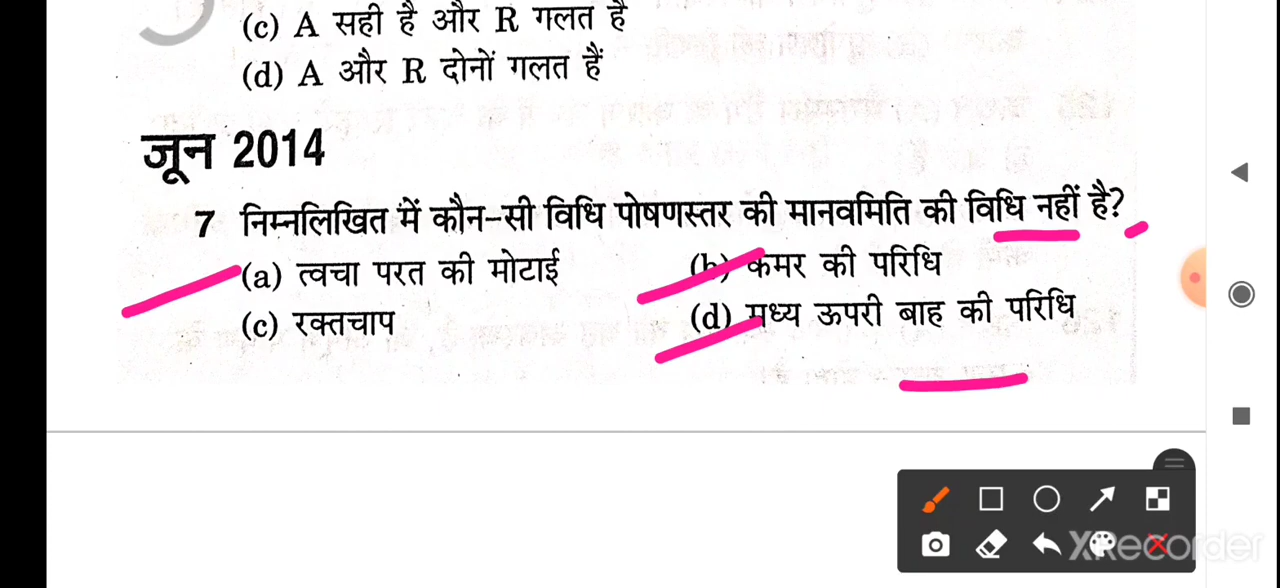 (c) A सही है और R गलत है
(d) A और R दोनों गलत हैं
जून 2014
7 निम्नलिखित में कौन-सी विधि पोषणस्तर की मानवमिति की विधि नहीं है?
(a) त्वचा परत की मोटाई (b) कमर की परिधि
(c) रक्तचाप (d) मध्य ऊपरी बाह की परिधि
XRecorder